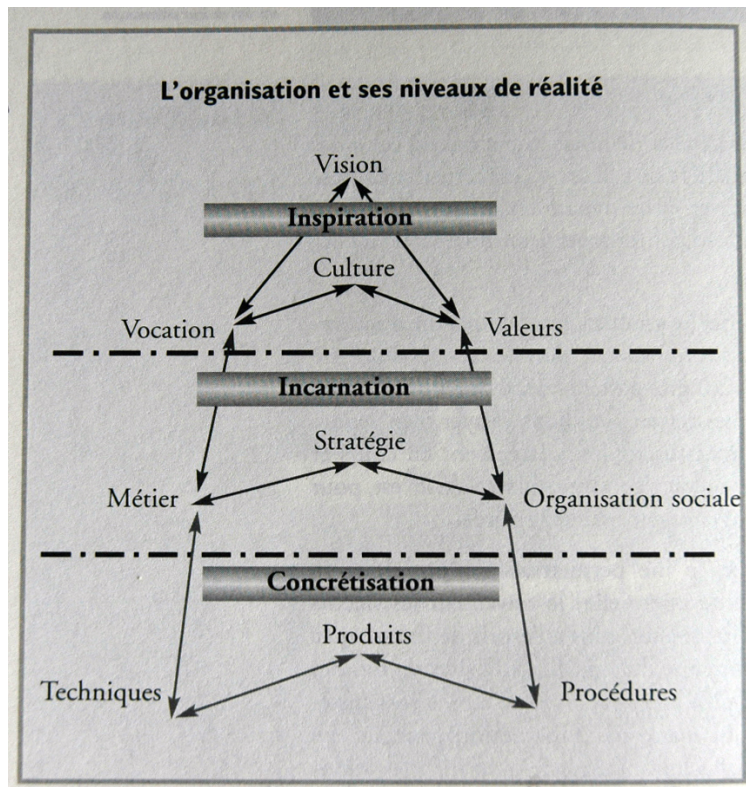 L'organisation et ses niveaux de réalité
Vision
Inspiration
Culture
Vocation
Valeurs
Incarnation
Stratégie
Métier
Organisation sociale
Concrétisation
Produits
Techniques
Procédures